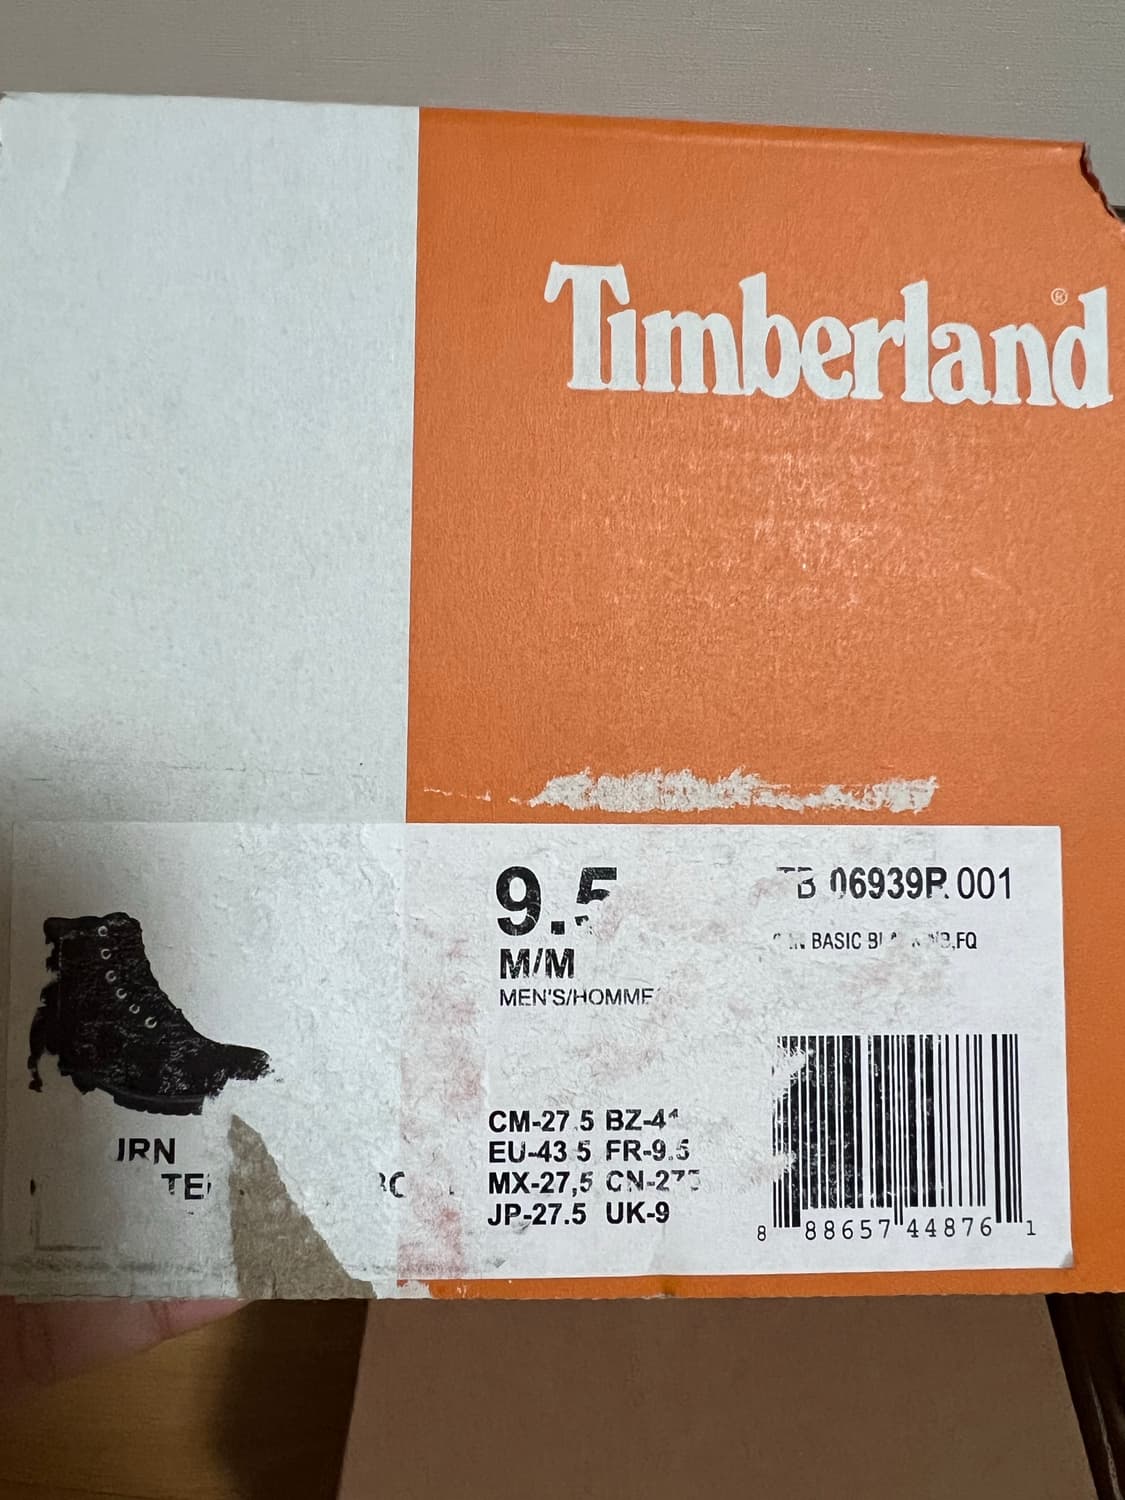 Timberland®
9.5
M/M
MEN'S/HOMME
TB 06939R 001
BASIC FQ
CM-27.5
EU-43.5 FR-9.5
MX-27,5
JP-27.5 UK-9
8 88657 44876 1